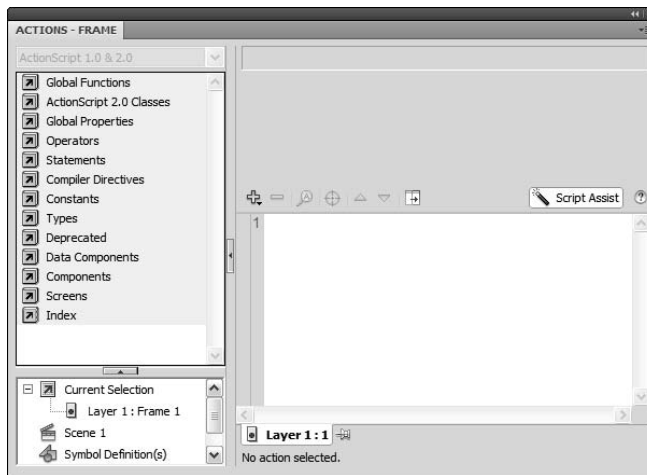 ACTIONS - FRAME
ActionScript 1.0 & 2.0
Global Functions
ActionScript 2.0 Classes
Global Properties
Operators
Statements
Compiler Directives
Constants
Types
Deprecated
Data Components
Components
Screens
Index
Current Selection
Layer 1 : Frame 1
Scene 1
Symbol Definition(s)
Script Assist
1
Layer 1 : 1
No action selected.